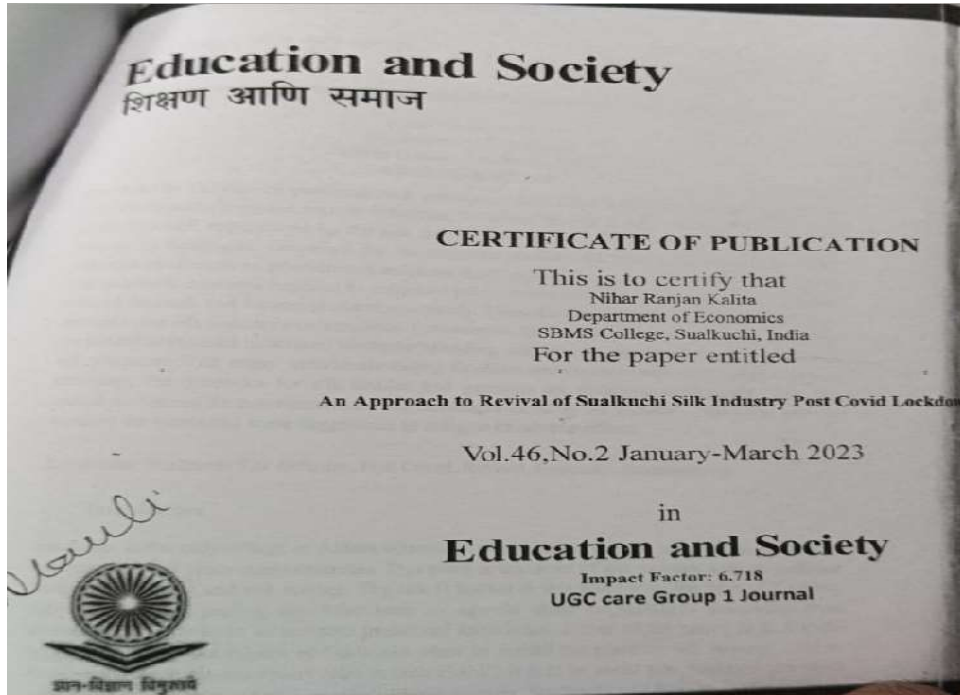 Education and Society
शिक्षण आणि समाज
CERTIFICATE OF PUBLICATION
This is to certify that
Nihar Ranjan Kalita
Department of Economics
SBMS College, Sualkuchi, India
For the paper entitled
An Approach to Revival of Sualkuchi Silk Industry Post Covid
Vol.46,No.2 January-March 2023
in
Education and Society
Impact Factor: 6.718
UGC care Group 1 Journal
ज्ञान-विज्ञान विमुक्तये